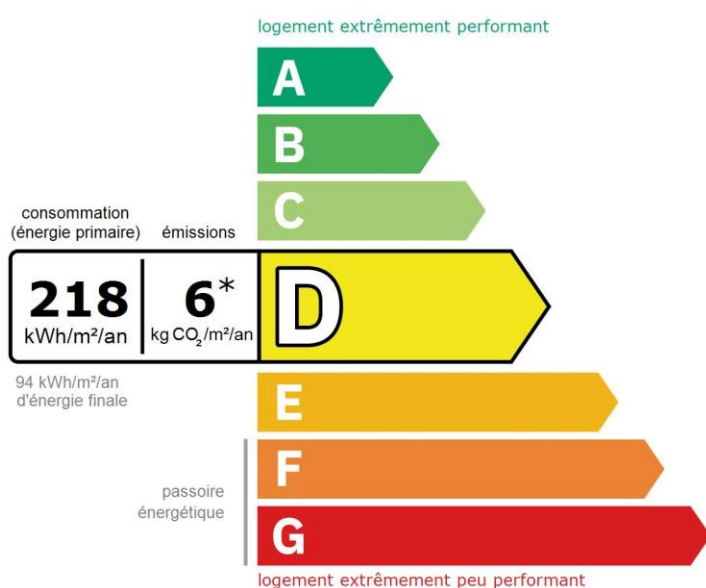 logement extrêmement performant
A
B
C
consommation
(énergie primaire)
émissions
218
kWh/m²/an
6*
kg CO₂/m²/an
D
94 kWh/m²/an
d'énergie finale
E
passoire
énergétique
F
G
logement extrêmement peu performant